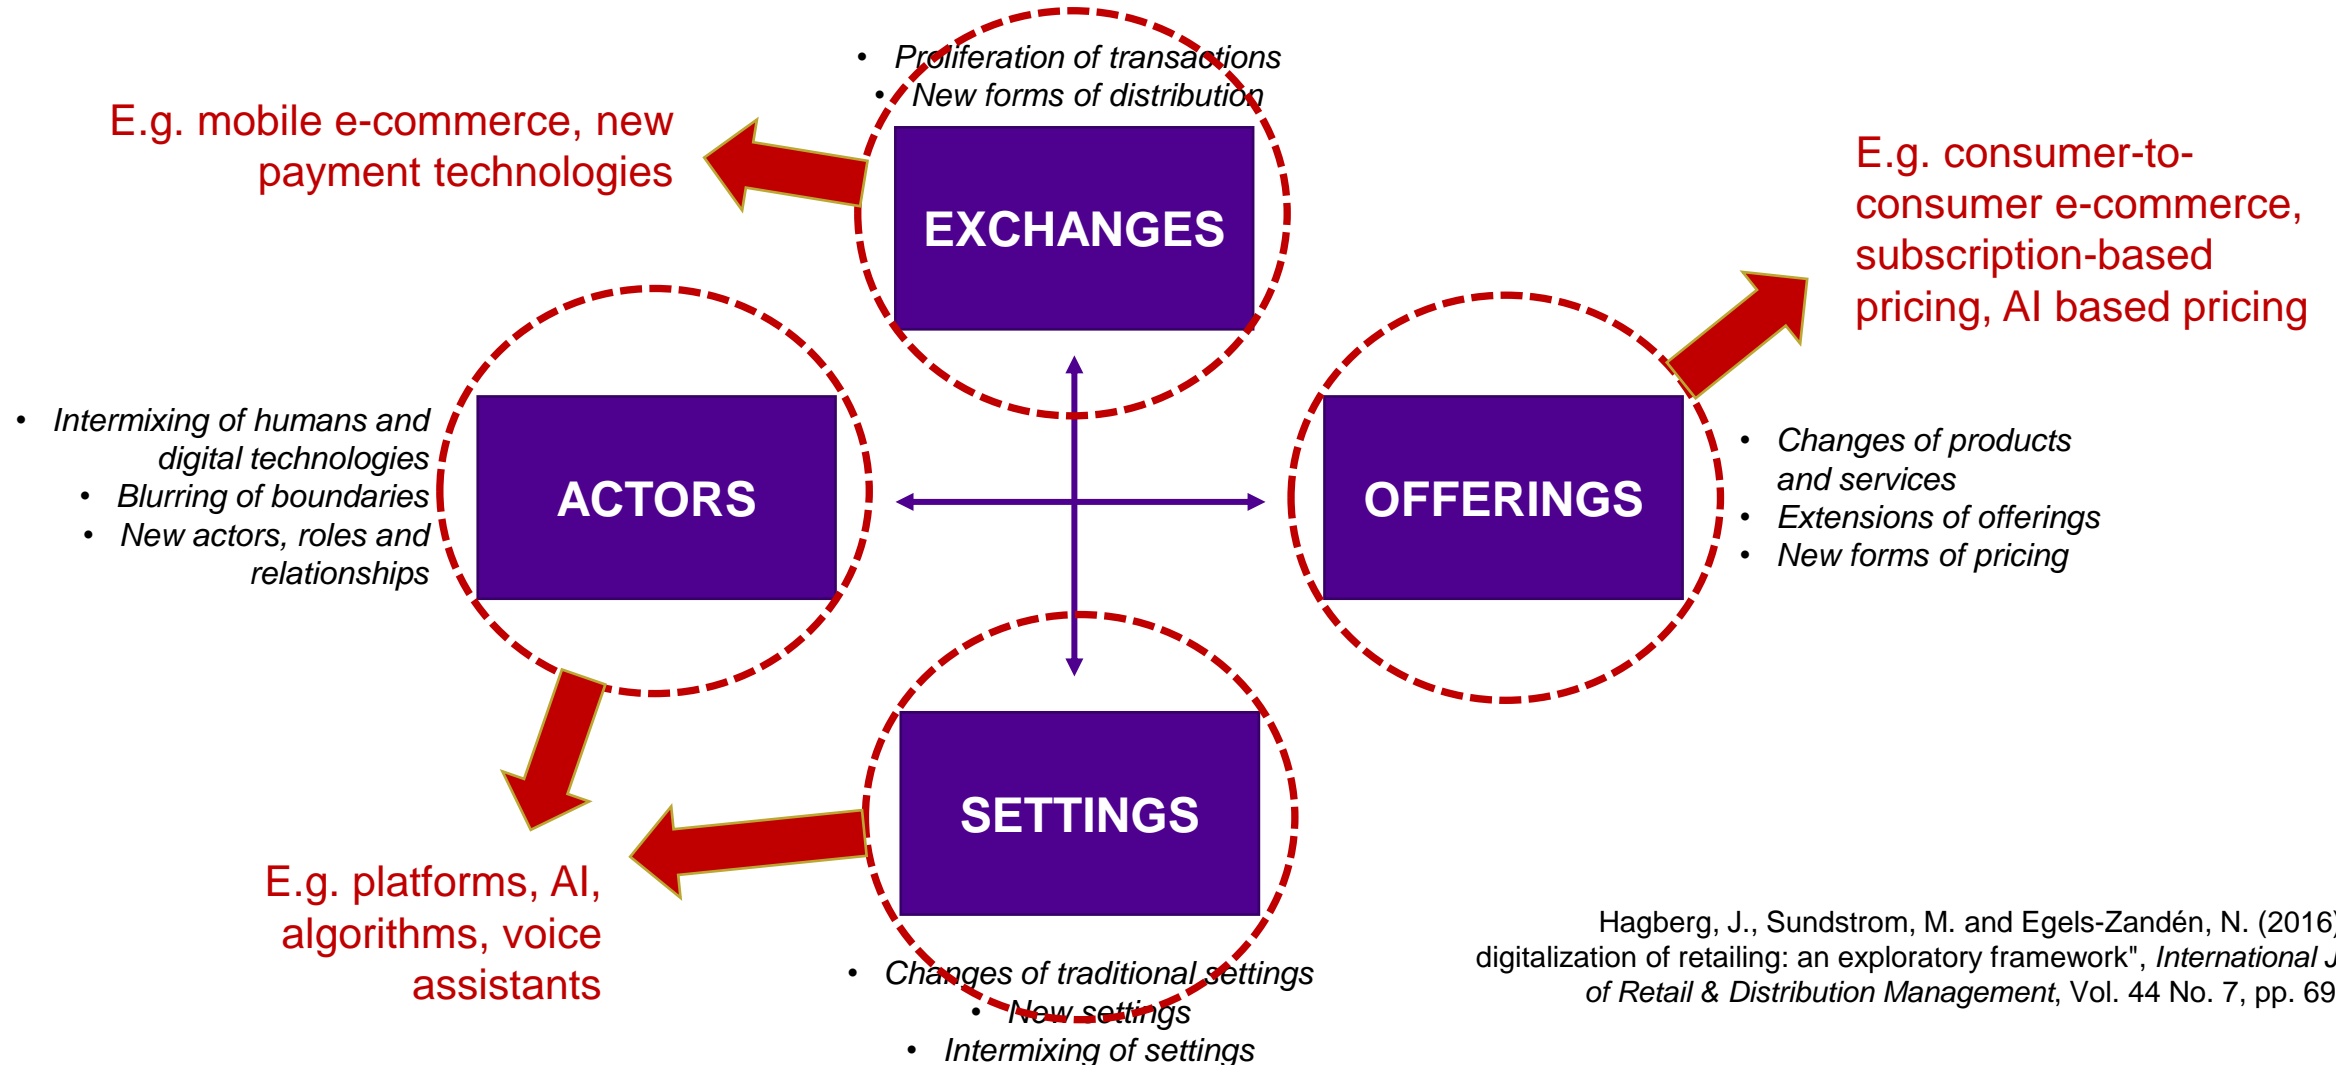 • Proliferation of transactions
• New forms of distribution
E.g. mobile e-commerce, new
payment technologies
EXCHANGES
E.g. consumer-to-
consumer e-commerce,
subscription-based
pricing, AI based pricing
• Intermixing of humans and
digital technologies
• Blurring of boundaries
• New actors, roles and
relationships
ACTORS
OFFERINGS
• Changes of products
and services
• Extensions of offerings
• New forms of pricing
SETTINGS
E.g. platforms, AI,
algorithms, voice
assistants
• Changes of traditional settings
• New settings
• Intermixing of settings
Hagberg, J., Sundstrom, M. and Egels-Zandén, N. (2016)
digitalization of retailing: an exploratory framework", International J
of Retail & Distribution Management, Vol. 44 No. 7, pp. 69